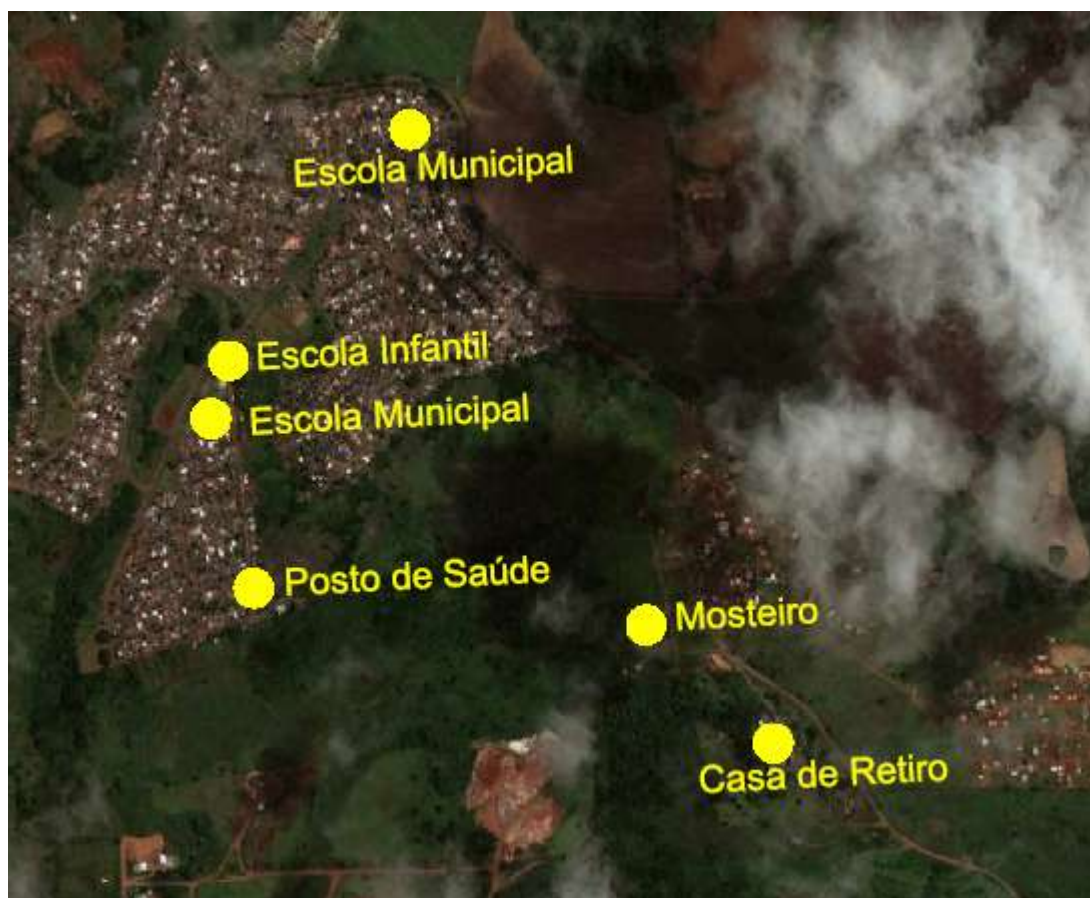 Escola Municipal
Escola Infantil
Escola Municipal
Posto de Saúde
Mosteiro
Casa de Retiro